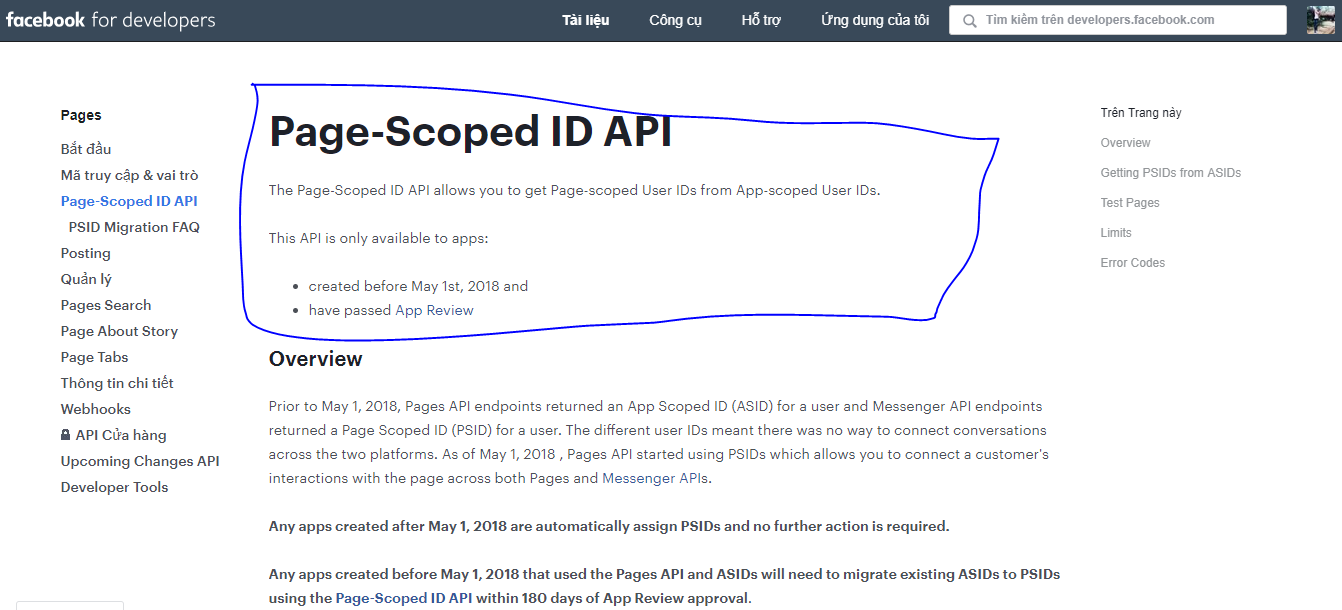 facebook for developers
Tài liệu
Công cụ
Hỗ trợ
Ứng dụng của tôi
Tìm kiếm trên developers.facebook.com
Pages
Bắt đầu
Mã truy cập & vai trò
Page-Scoped ID API
PSID Migration FAQ
Posting
Quản lý
Pages Search
Page About Story
Page Tabs
Thông tin chi tiết
Webhooks
API Cửa hàng
Upcoming Changes API
Developer Tools
Page-Scoped ID API
The Page-Scoped ID API allows you to get Page-scoped User IDs from App-scoped User IDs.
This API is only available to apps:
• created before May 1st, 2018 and
• have passed App Review
Overview
Prior to May 1, 2018, Pages API endpoints returned an App Scoped ID (ASID) for a user and Messenger API endpoints
returned a Page Scoped ID (PSID) for a user. The different user IDs meant there was no way to connect conversations
across the two platforms. As of May 1, 2018 , Pages API started using PSIDs which allows you to connect a customer's
interactions with the page across both Pages and Messenger APIs.
Any apps created after May 1, 2018 are automatically assign PSIDs and no further action is required.
Any apps created before May 1, 2018 that used the Pages API and ASIDs will need to migrate existing ASIDs to PSIDs
using the Page-Scoped ID API within 180 days of App Review approval.
Trên Trang này
Overview
Getting PSIDs from ASIDs
Test Pages
Limits
Error Codes